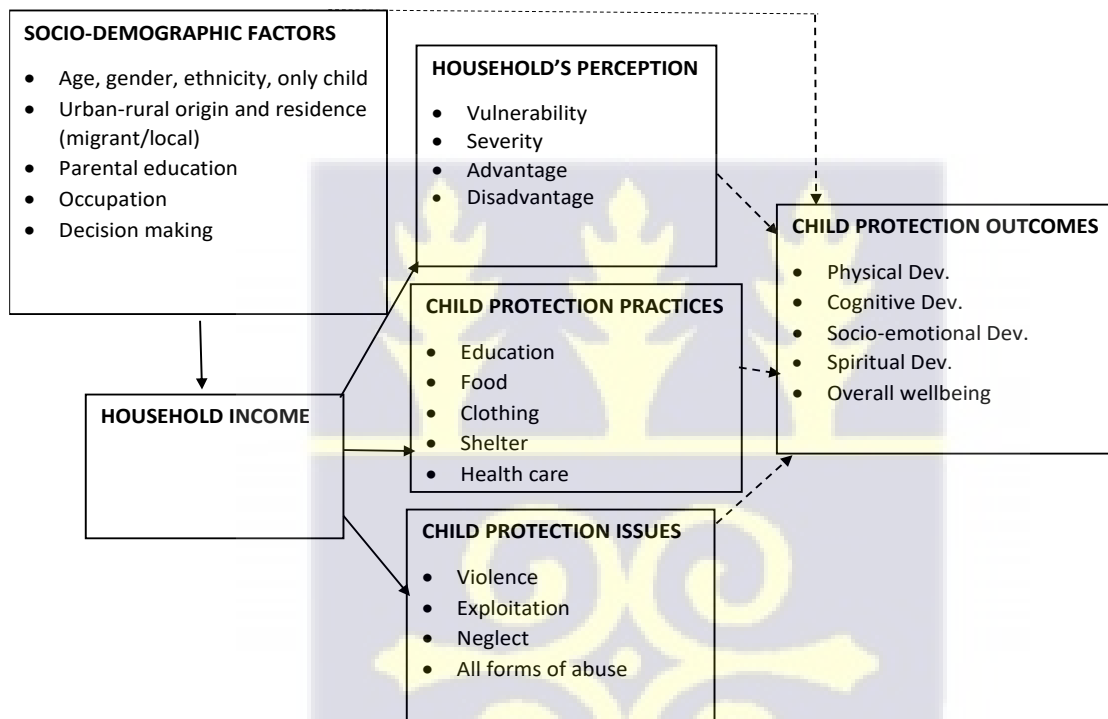 SOCIO-DEMOGRAPHIC FACTORS
• Age, gender, ethnicity, only child
• Urban-rural origin and residence
(migrant/local)
• Parental education
• Occupation
• Decision making
HOUSEHOLD’S PERCEPTION
• Vulnerability
• Severity
• Advantage
• Disadvantage
CHILD PROTECTION OUTCOMES
• Physical Dev.
• Cognitive Dev.
• Socio-emotional Dev.
• Spiritual Dev.
• Overall wellbeing
CHILD PROTECTION PRACTICES
• Education
• Food
• Clothing
• Shelter
• Health care
HOUSEHOLD INCOME
CHILD PROTECTION ISSUES
• Violence
• Exploitation
• Neglect
• All forms of abuse